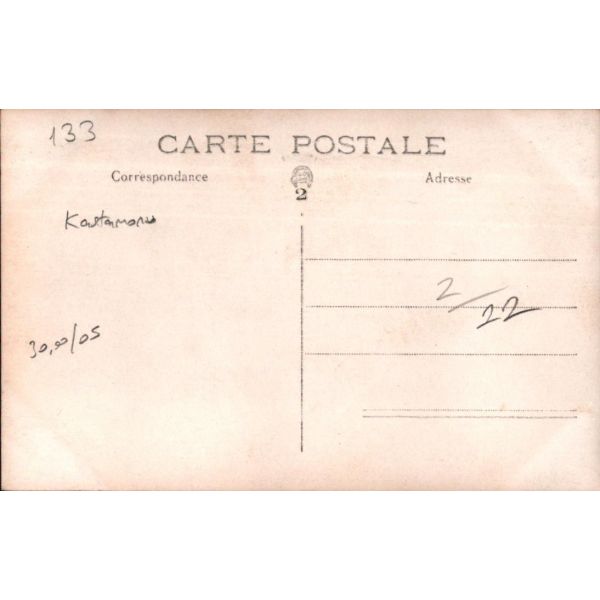 133
CARTE POSTALE
Correspondance
Adresse
2
Kastamonu
2/22
30,00/05